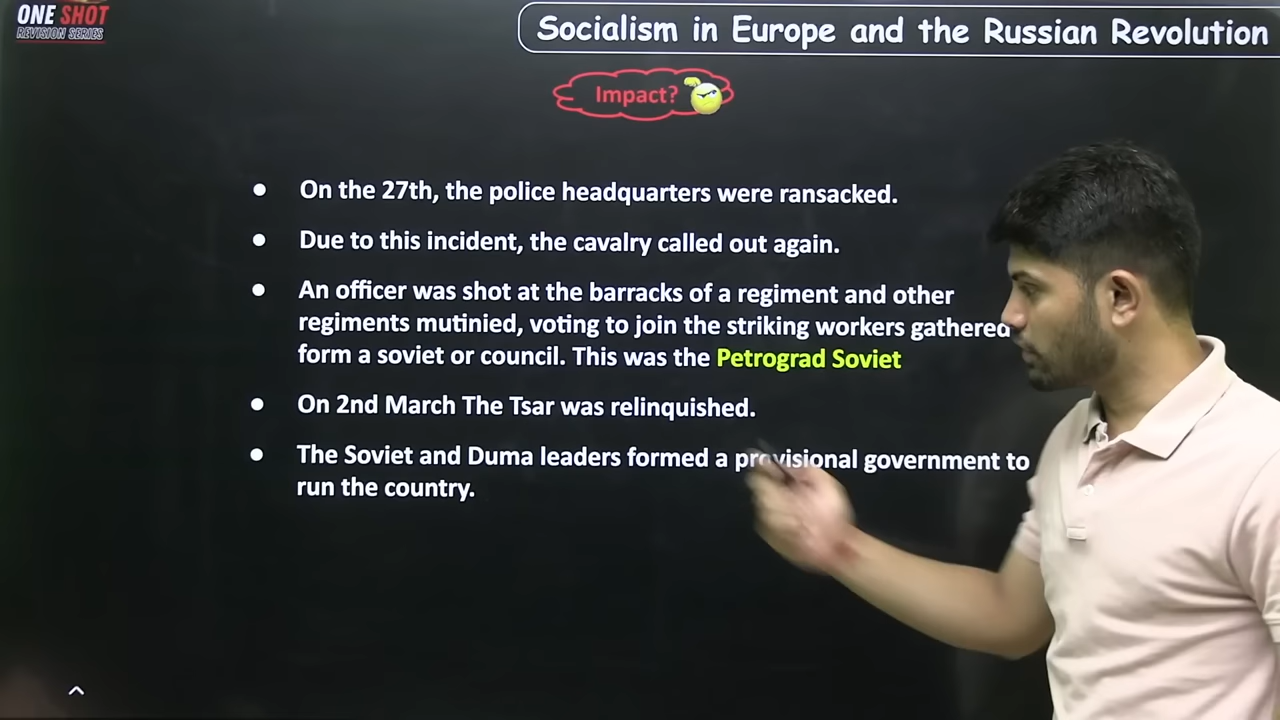 ONE SHOT
REVISION SERIES
Socialism in Europe and the Russian Revolution
Impact?
• On the 27th, the police headquarters were ransacked.
• Due to this incident, the cavalry called out again.
• An officer was shot at the barracks of a regiment and other
regiments mutinied, voting to join the striking workers gathered
form a soviet or council. This was the Petrograd Soviet
• On 2nd March The Tsar was relinquished.
• The Soviet and Duma leaders formed a provisional government to
run the country.